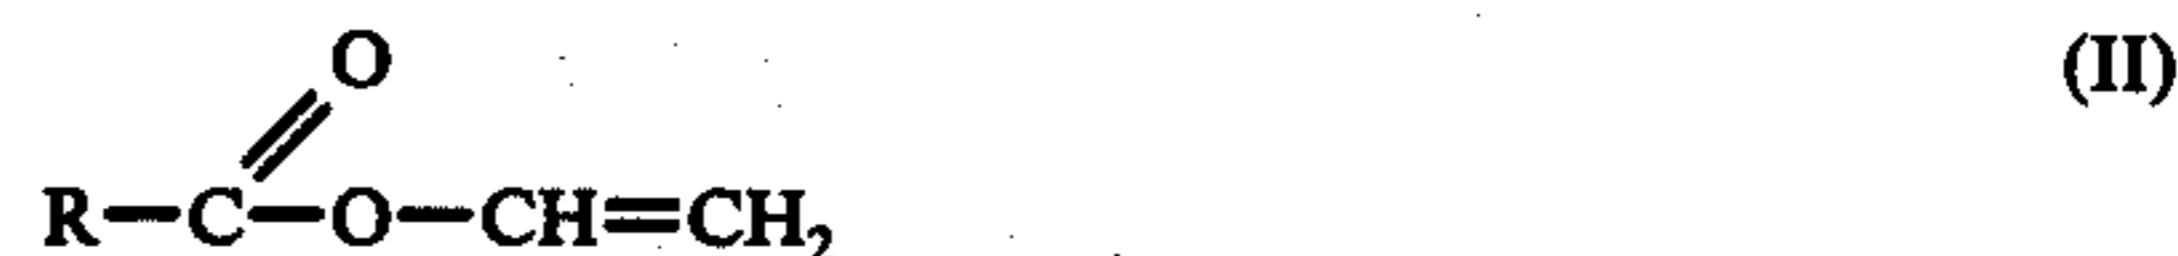 O (II)
R—C—O—CH=CH₂